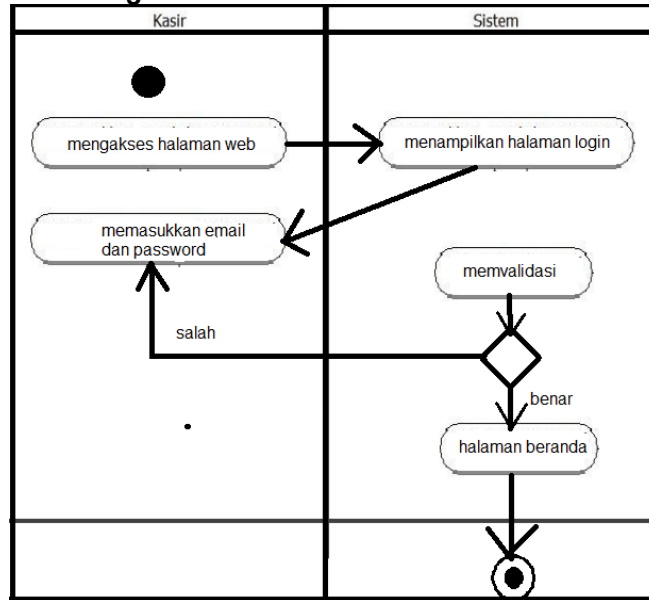 Kasir
Sistem
mengakses halaman web
menampilkan halaman login
memasukkan email
dan password
memvalidasi
salah
benar
halaman beranda